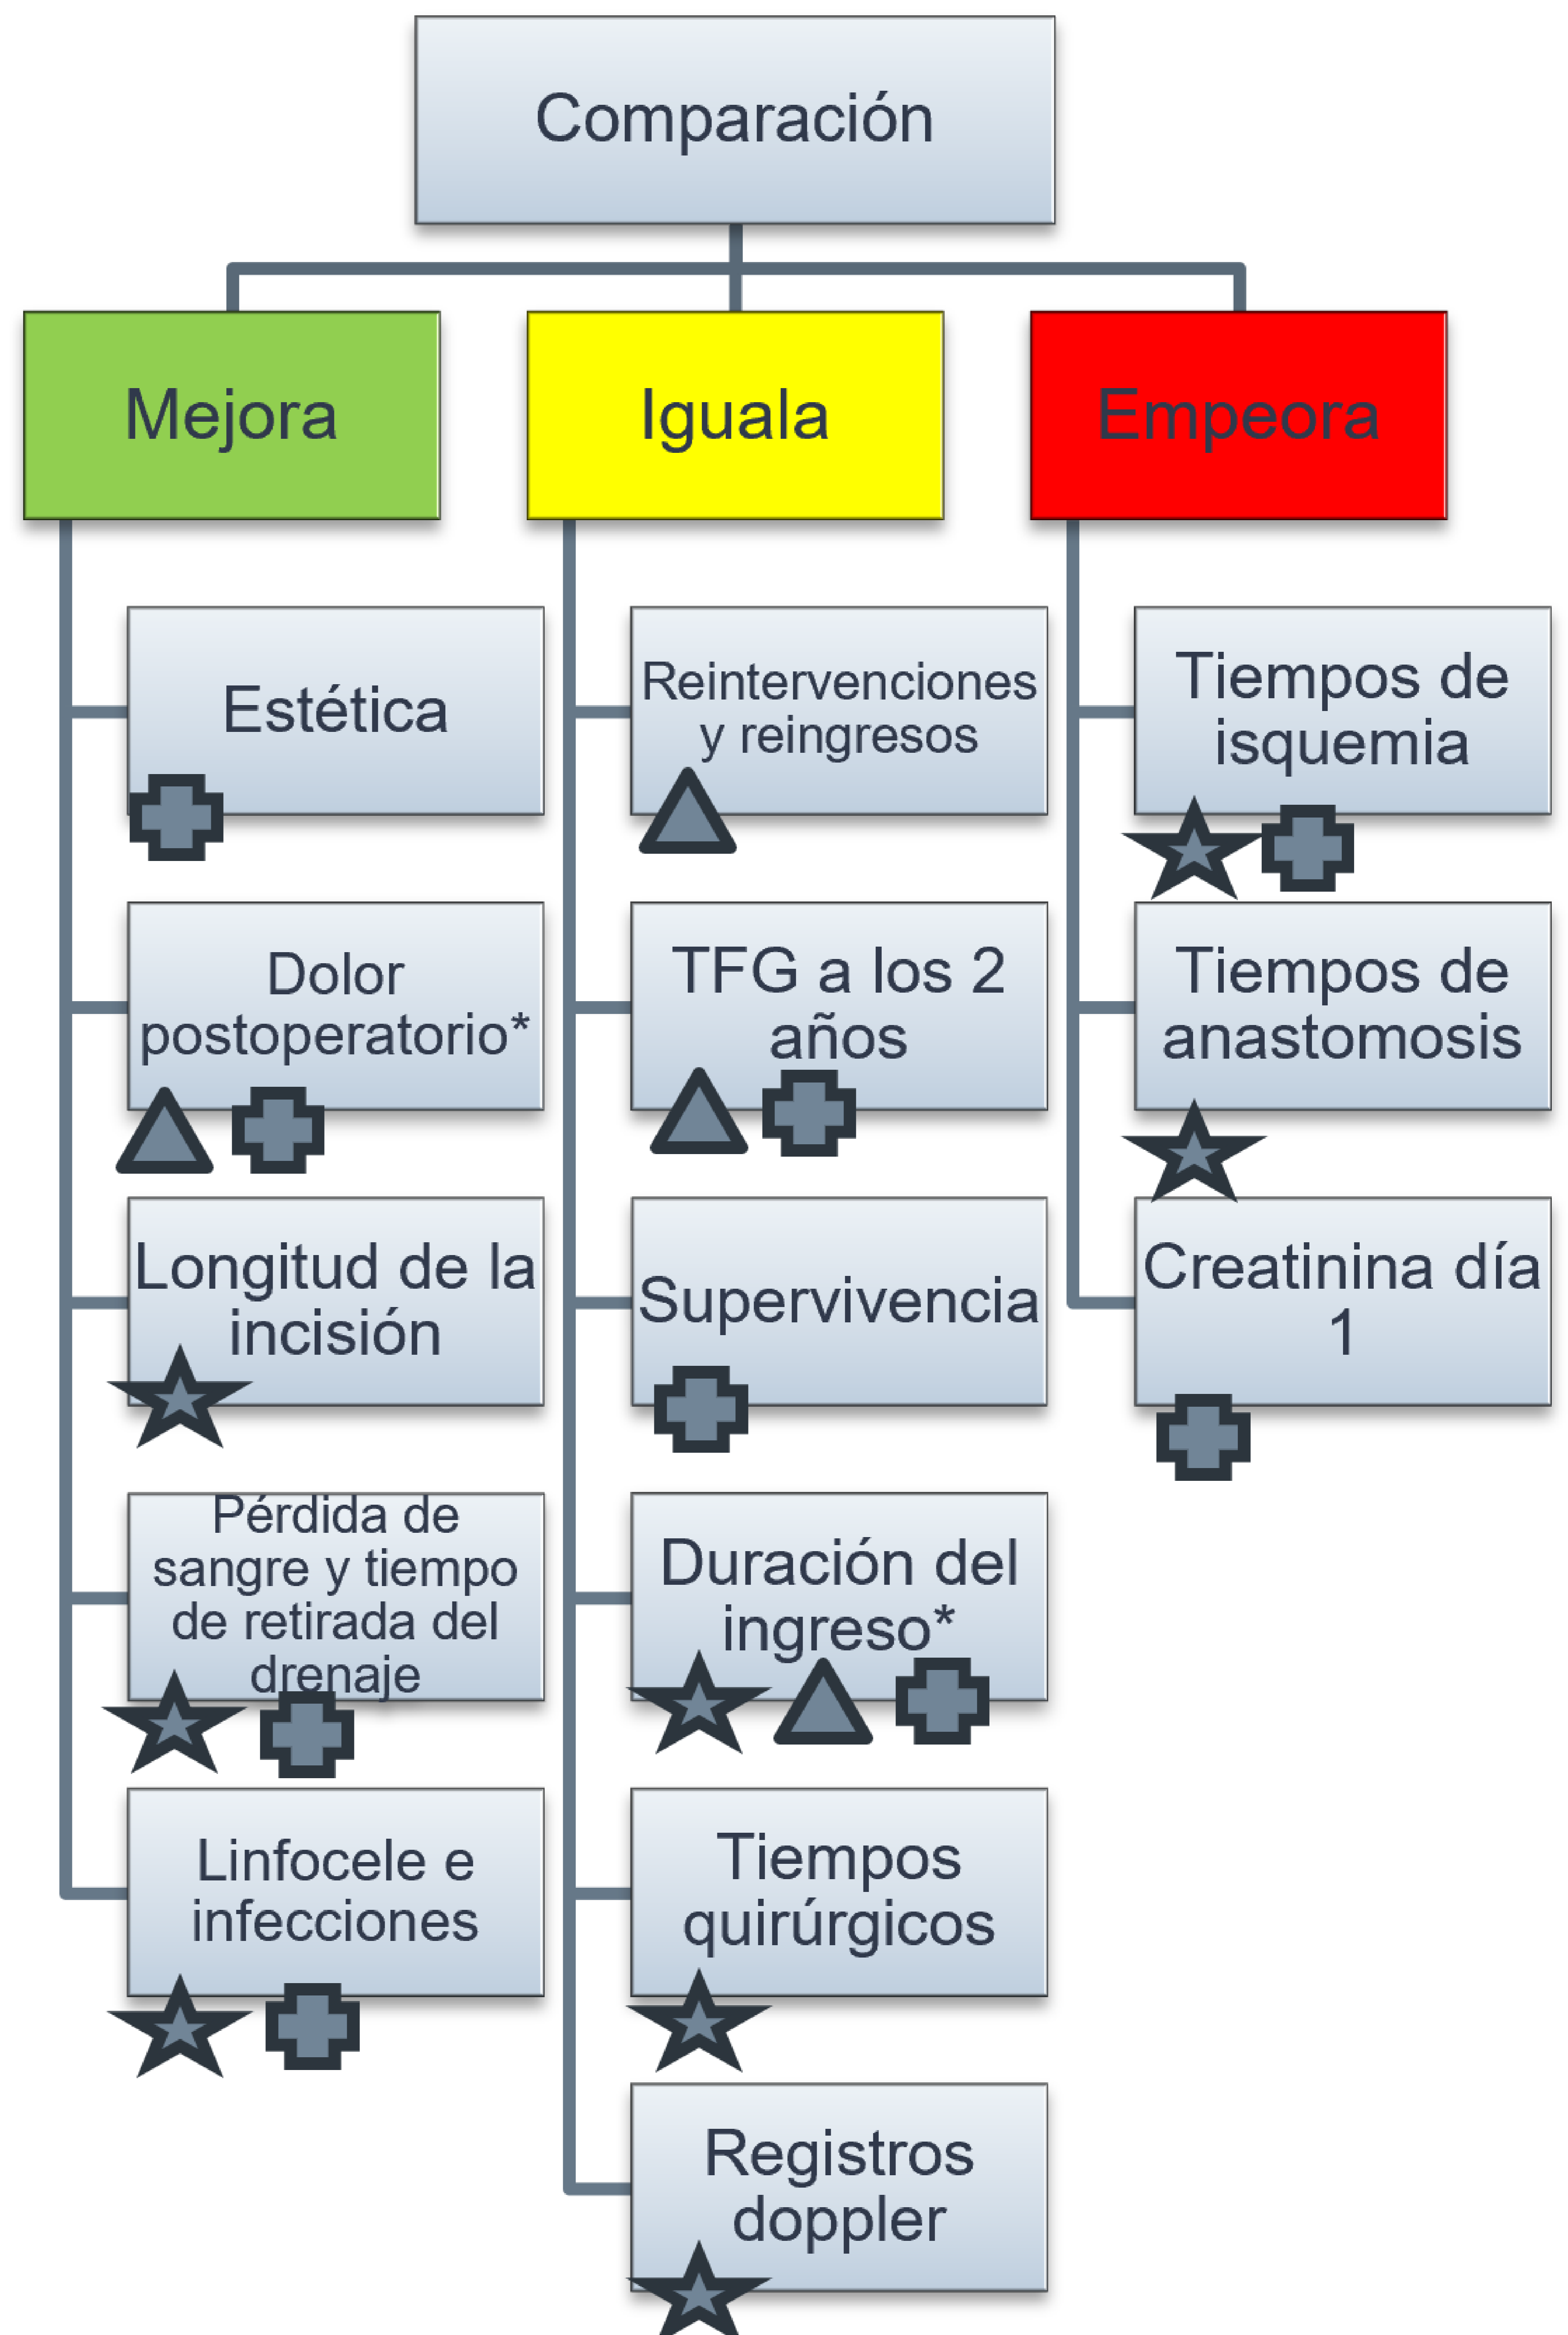 Comparación
Mejora
Iguala
Empeora
Estética
Dolor
postoperatorio*
Longitud de la
incisión
Pérdida de
sangre y tiempo
de retirada del
drenaje
Linfocele e
infecciones
Reintervenciones
y reingresos
TFG a los 2
años
Supervivencia
Duración del
ingreso*
Tiempos
quirúrgicos
Registros
doppler
Tiempos de
isquemia
Tiempos de
anastomosis
Creatinina día
1